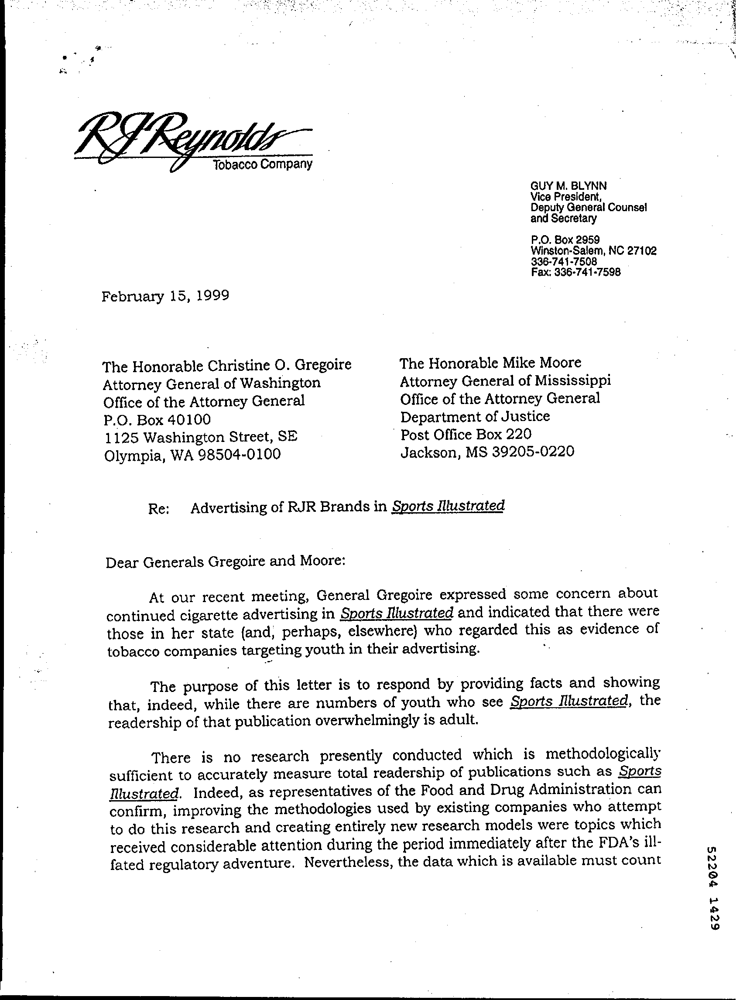 RJReynolds
Tobacco Company
GUY M. BLYNN
Vice President,
Deputy General Counsel
and Secretary
P.O. Box 2959
Winston-Salem, NC 27102
336-741-7508
Fax: 336-741-7598
February 15, 1999
The Honorable Christine O. Gregoire
Attorney General of Washington
Office of the Attorney General
P.O. Box 40100
1125 Washington Street, SE
Olympia, WA 98504-0100
The Honorable Mike Moore
Attorney General of Mississippi
Office of the Attorney General
Department of Justice
Post Office Box 220
Jackson, MS 39205-0220
Re: Advertising of RJR Brands in Sports Illustrated
Dear Generals Gregoire and Moore:
At our recent meeting, General Gregoire expressed some concern about
continued cigarette advertising in Sports Illustrated and indicated that there were
those in her state (and, perhaps, elsewhere) who regarded this as evidence of
tobacco companies targeting youth in their advertising.
The purpose of this letter is to respond by providing facts and showing
that, indeed, while there are numbers of youth who see Sports Illustrated, the
readership of that publication overwhelmingly is adult.
There is no research presently conducted which is methodologically
sufficient to accurately measure total readership of publications such as Sports
Illustrated. Indeed, as representatives of the Food and Drug Administration can
confirm, improving the methodologies used by existing companies who attempt
to do this research and creating entirely new research models were topics which
received considerable attention during the period immediately after the FDA's ill-
fated regulatory adventure. Nevertheless, the data which is available must count
52204 1429